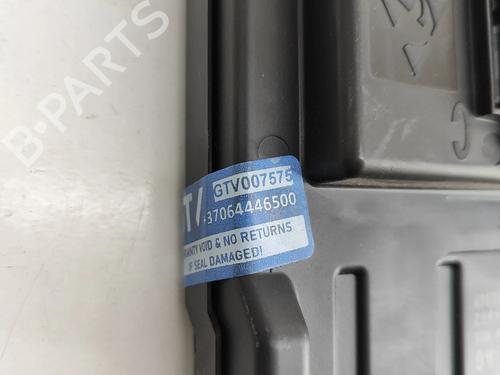 B-PARTS
GTV007575
+37064446500
WARRANTY VOID & NO RETURNS
IF SEAL DAMAGED!